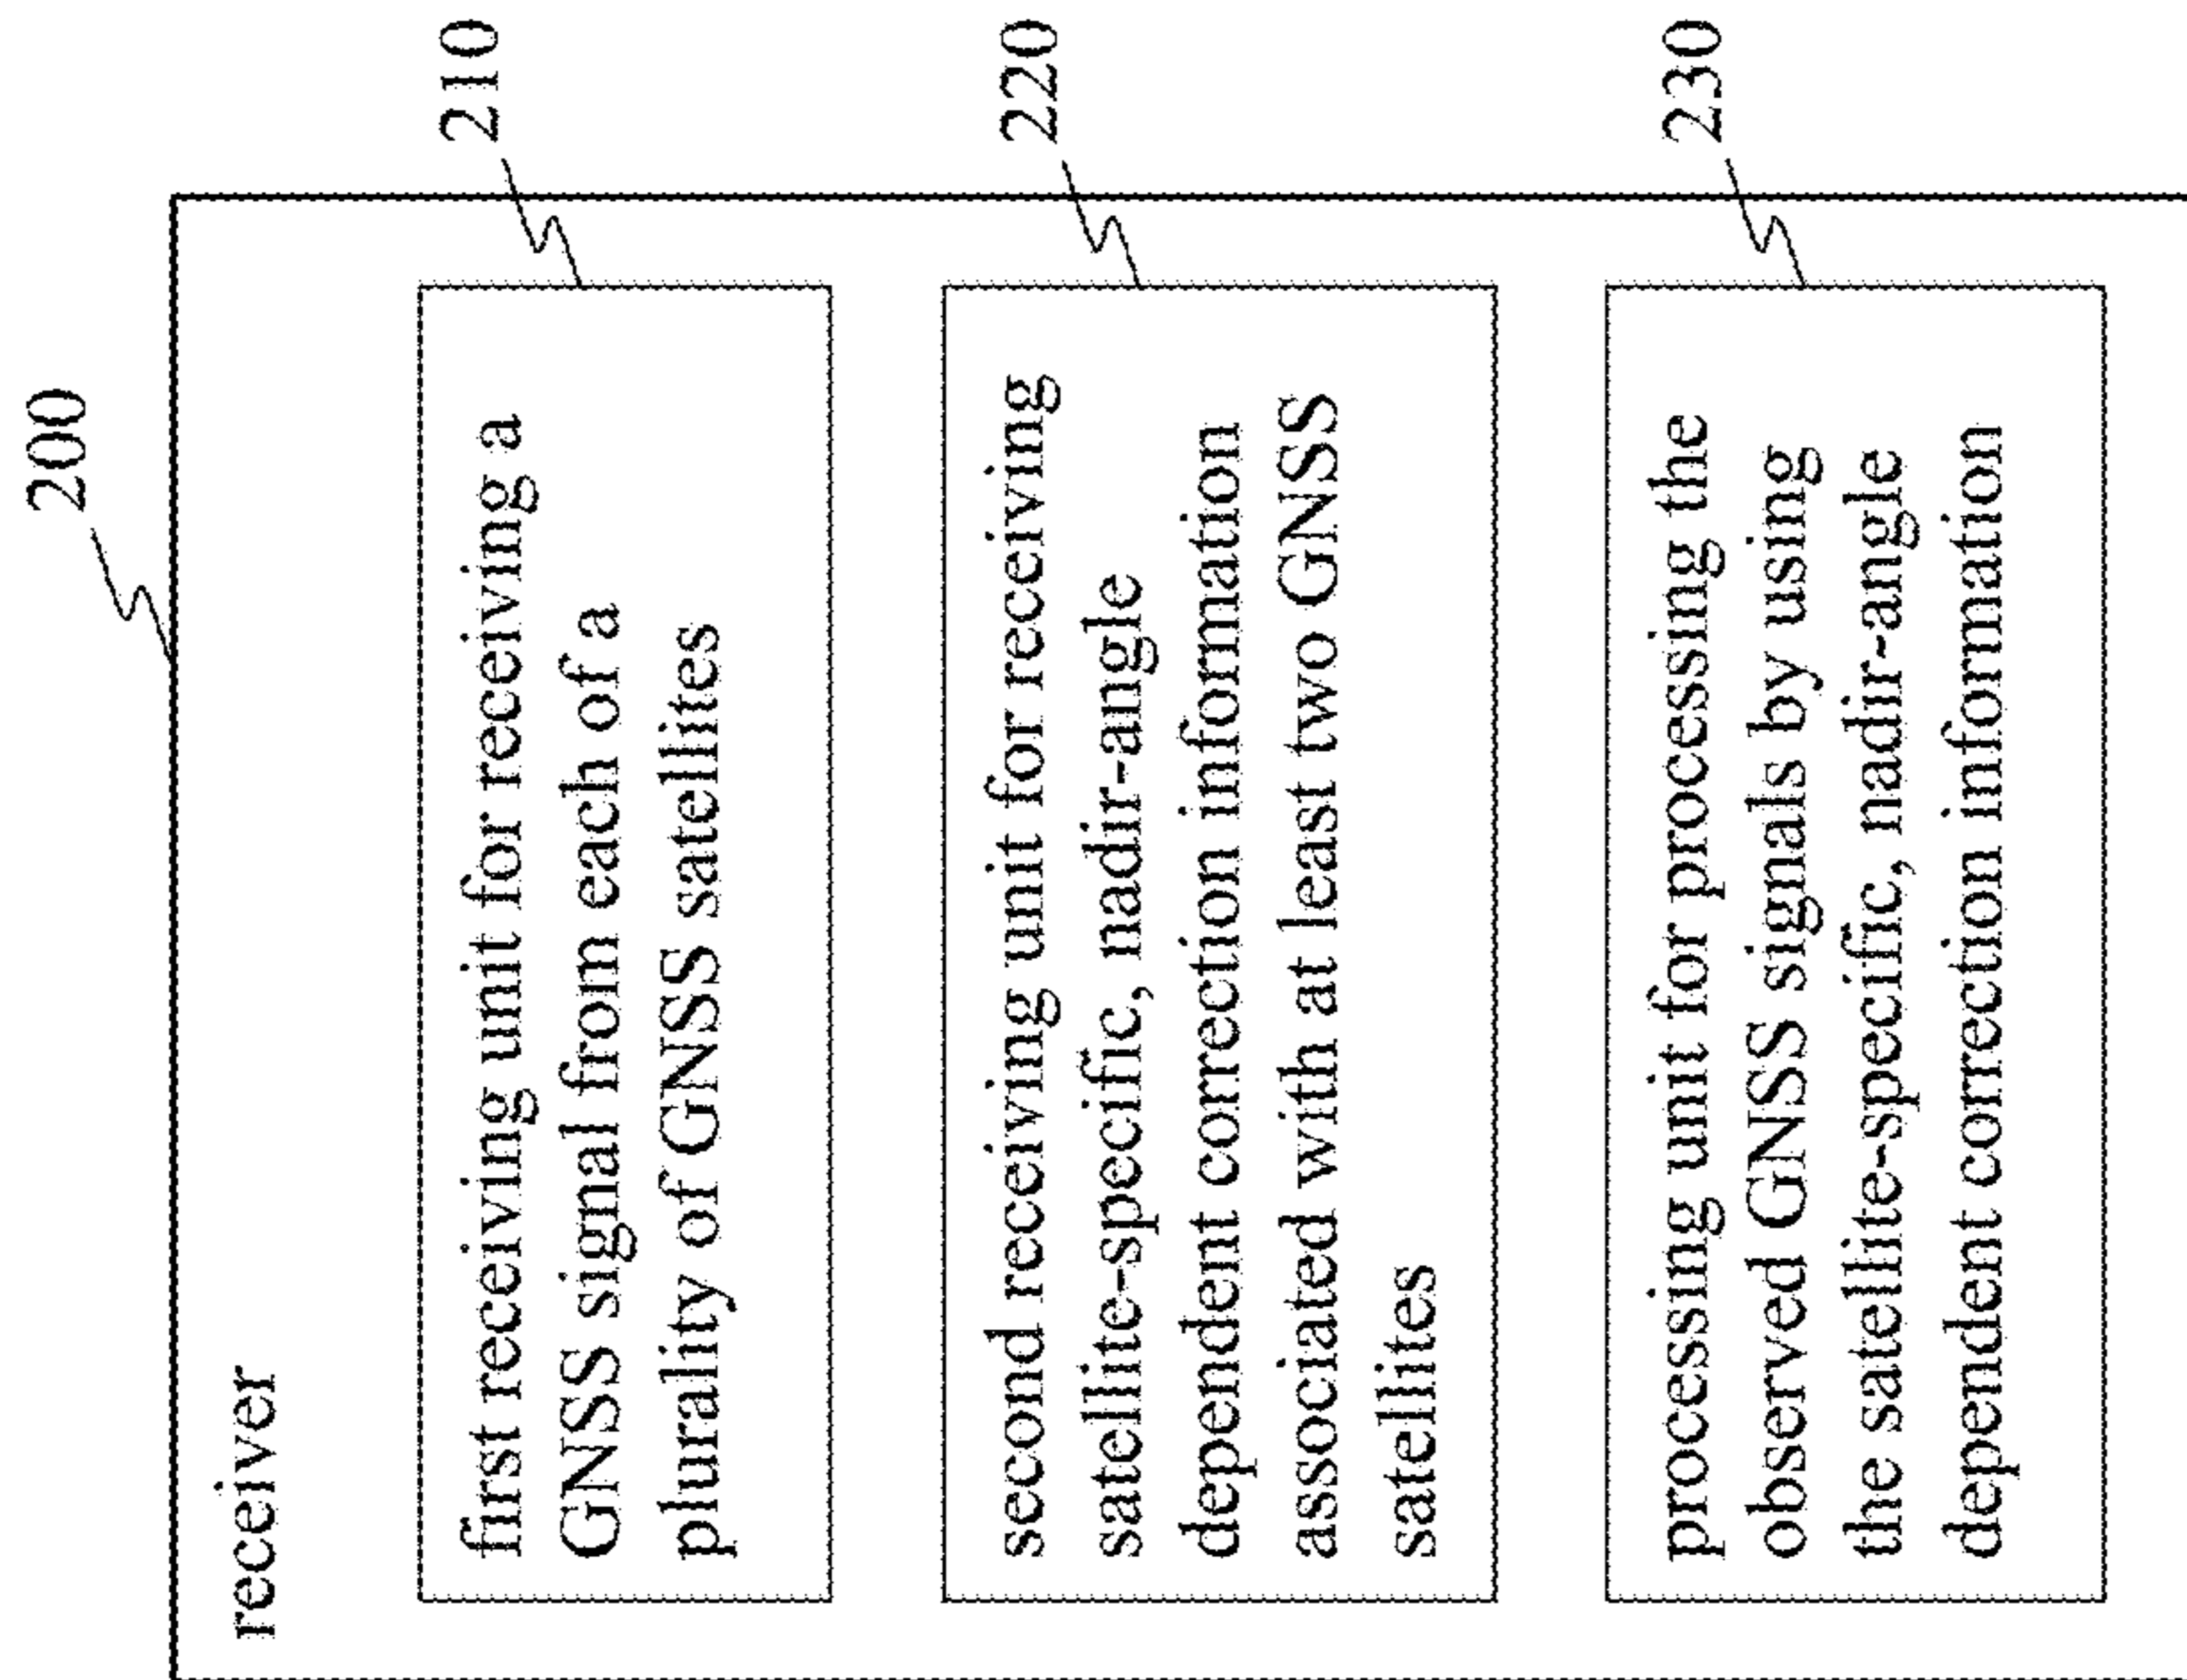 200
receiver
210
first receiving unit for receiving a
GNSS signal from each of a
plurality of GNSS satellites
220
second receiving unit for receiving
satellite-specific, nadir-angle
dependent correction information
associated with at least two GNSS
satellites
230
processing unit for processing the
observed GNSS signals by using
the satellite-specific, nadir-angle
dependent correction information